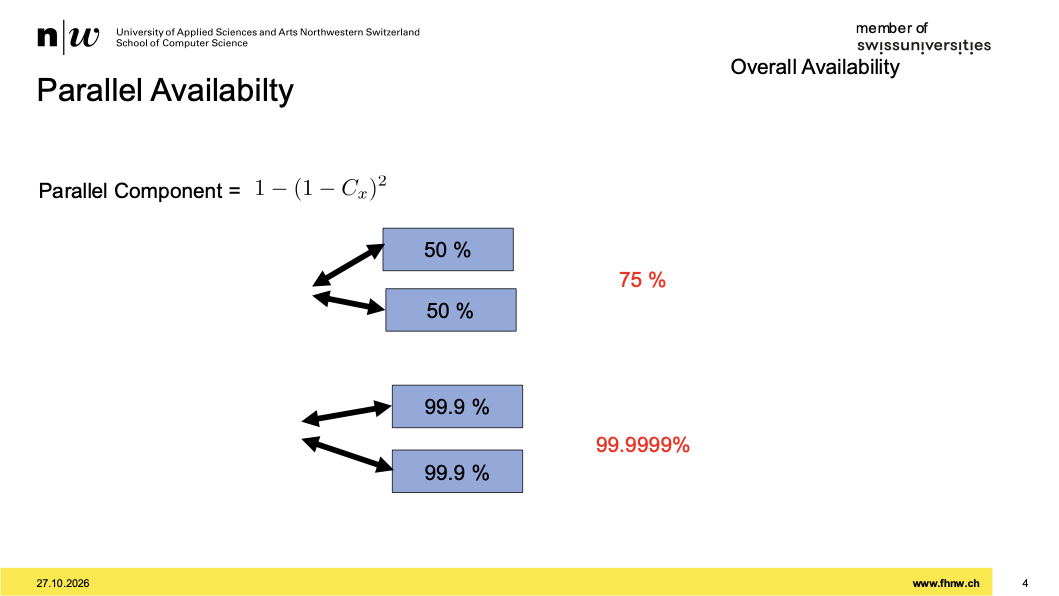 n|w University of Applied Sciences and Arts Northwestern Switzerland
School of Computer Science
member of
swissuniversities
Overall Availability
Parallel Availabilty
Parallel Component = 1 − (1 − Cₓ)²
50 %
75 %
50 %
99.9 %
99.9999%
99.9 %
27.10.2026
www.fhnw.ch
4